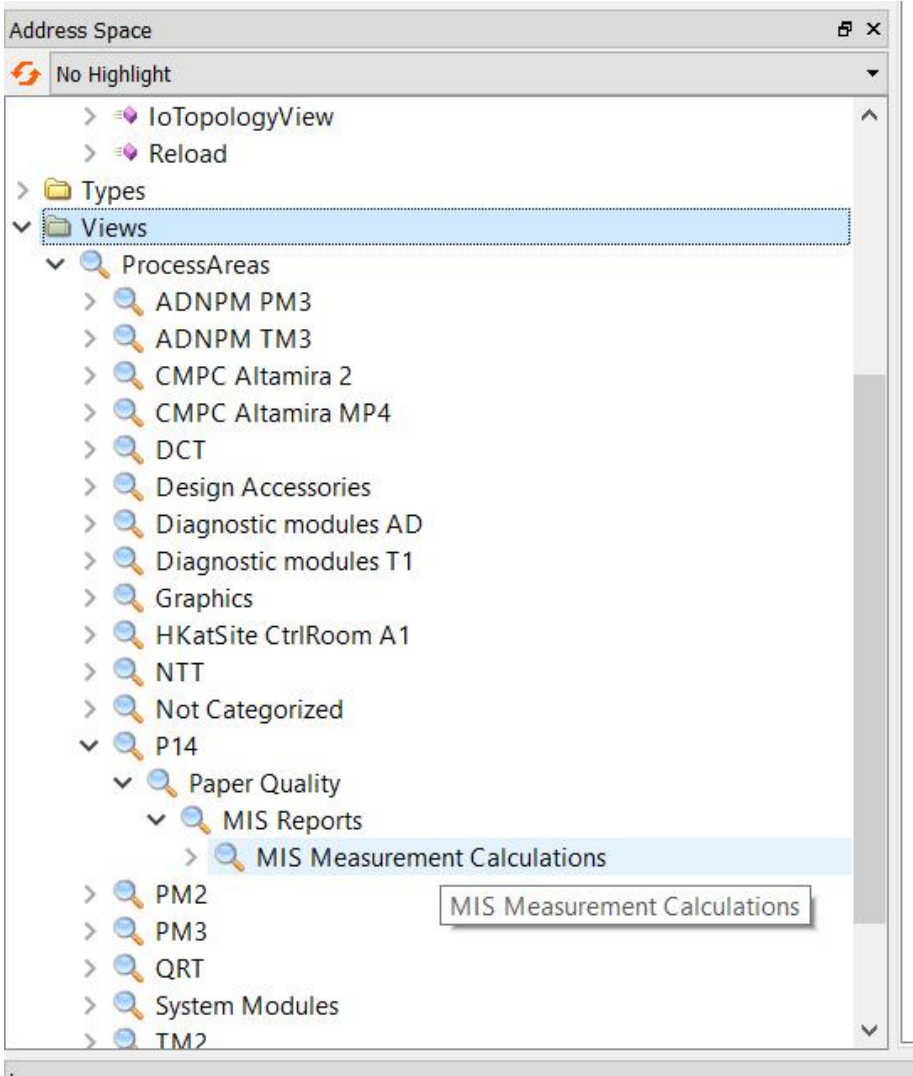 Address Space
No Highlight
IoTopologyView
Reload
Types
Views
ProcessAreas
ADNPM PM3
ADNPM TM3
CMPC Altamira 2
CMPC Altamira MP4
DCT
Design Accessories
Diagnostic modules AD
Diagnostic modules T1
Graphics
HKatSite CtrlRoom A1
NTT
Not Categorized
P14
Paper Quality
MIS Reports
MIS Measurement Calculations
PM2
MIS Measurement Calculations
PM3
QRT
System Modules
TM2